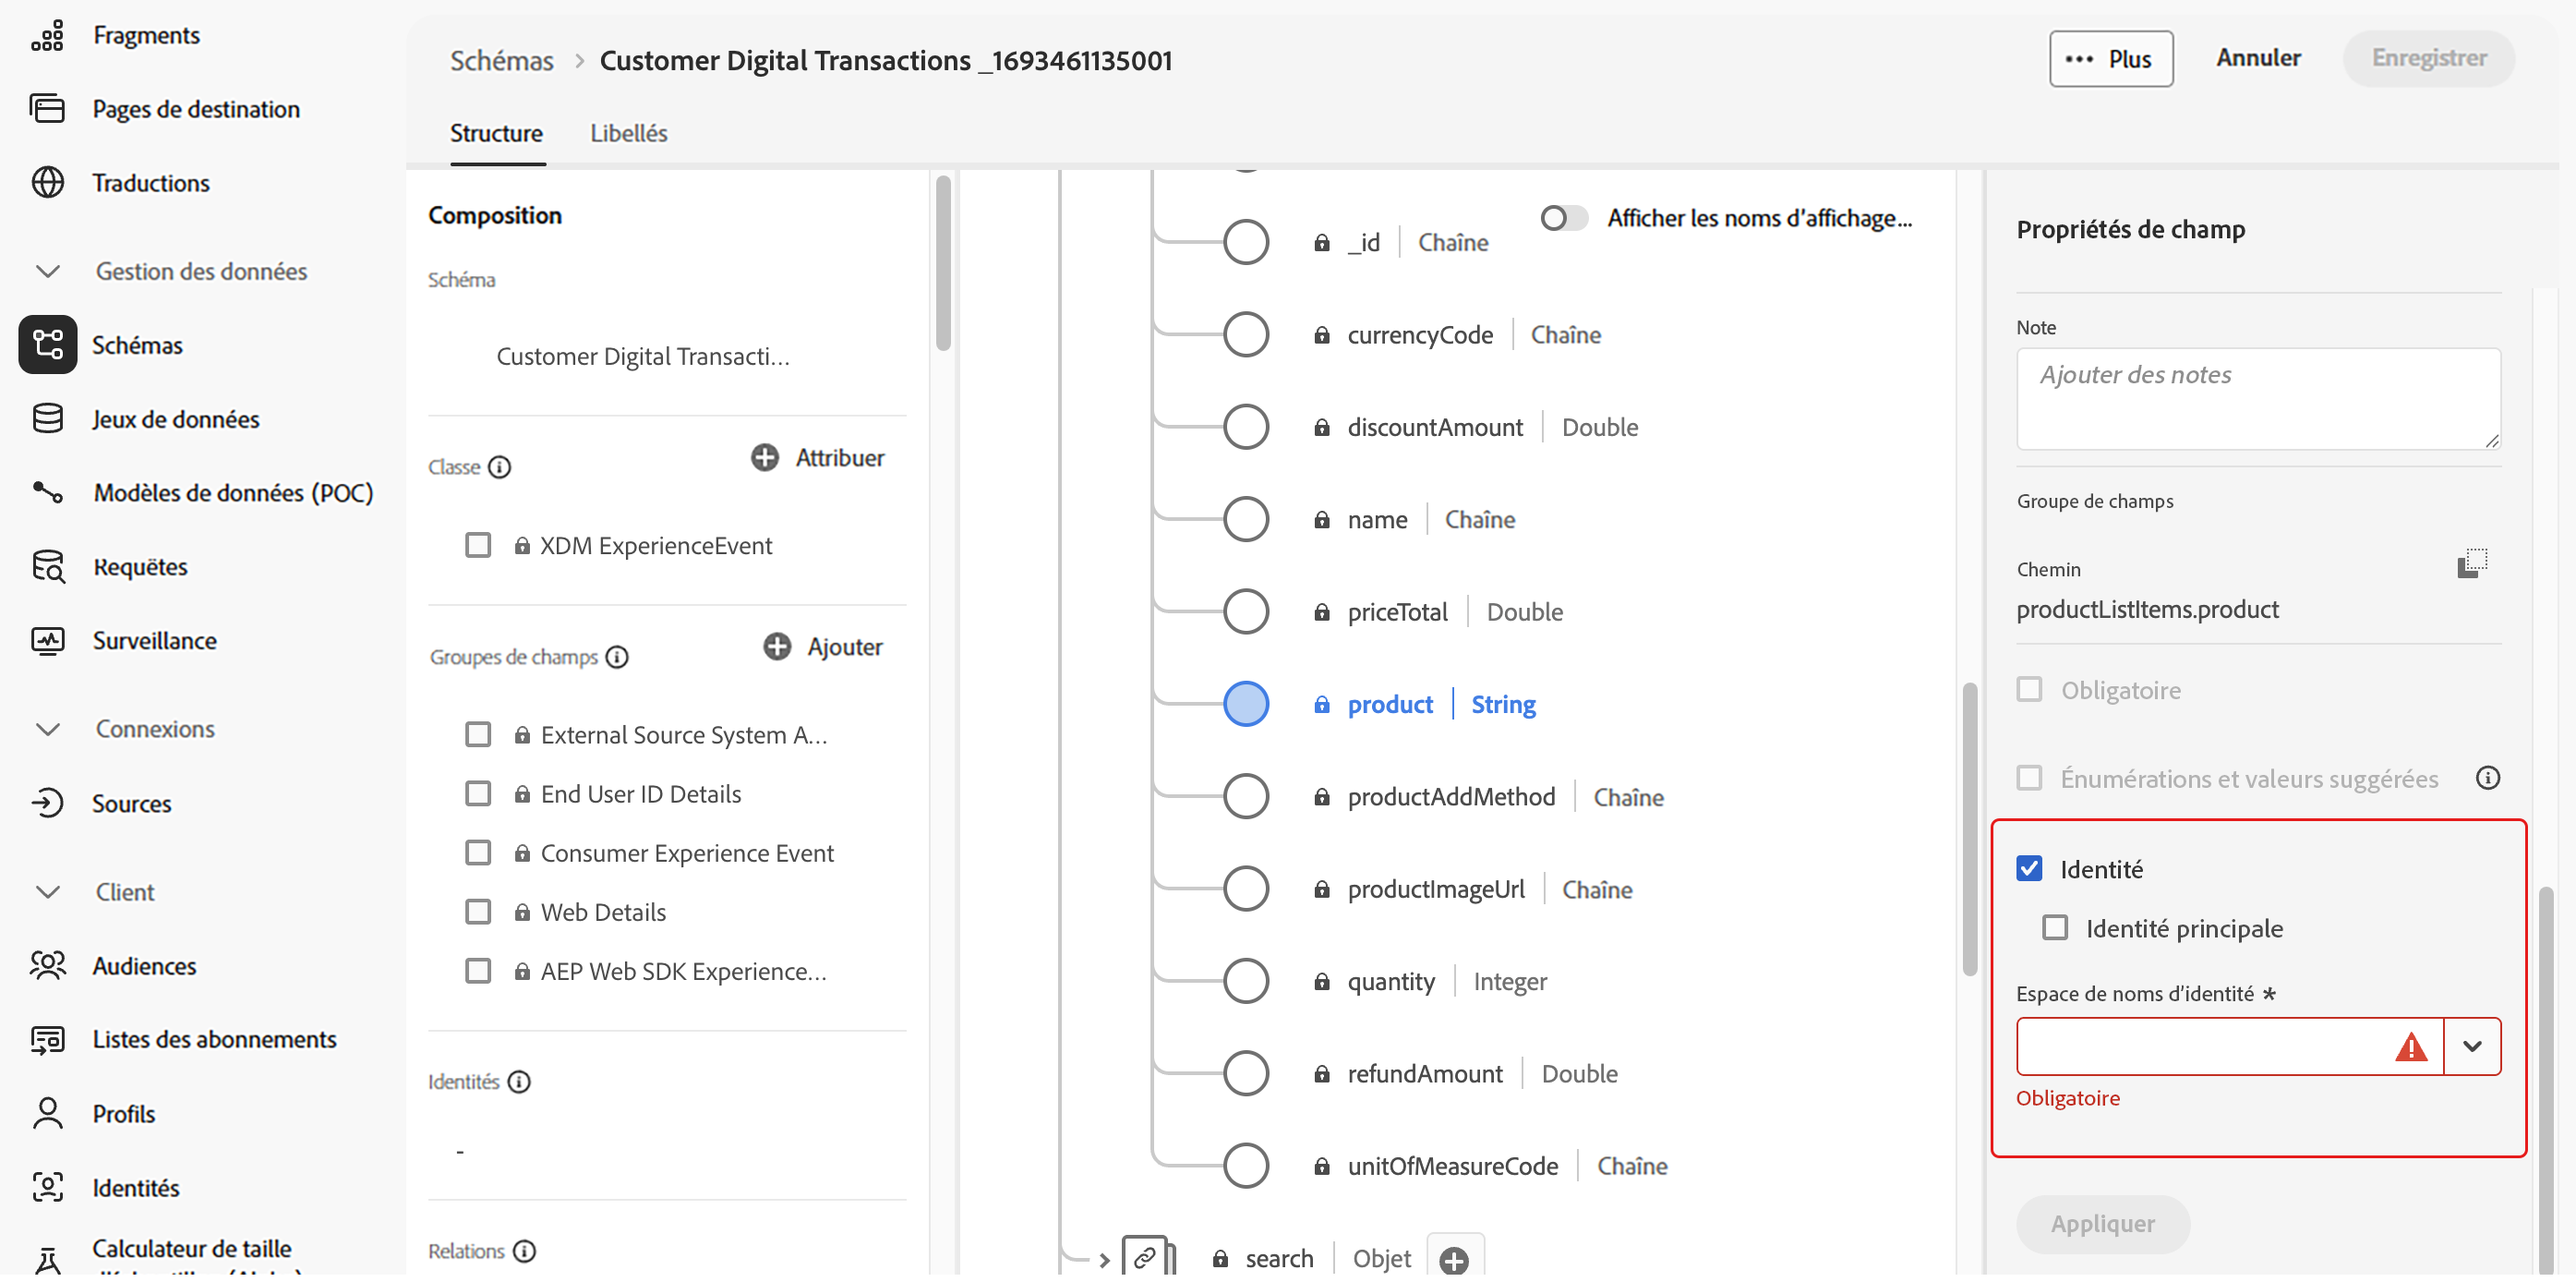 Fragments
Pages de destination
Traductions
Gestion des données
Schémas
Jeux de données
Modèles de données (POC)
Requêtes
Surveillance
Connexions
Sources
Client
Audiences
Listes des abonnements
Profils
Identités
Calculateur de taille
Schémas > Customer Digital Transactions _1693461135001
Plus
Annuler
Enregistrer
Structure
Libellés
Composition
Schéma
Customer Digital Transacti...
Classe
Attribuer
XDM ExperienceEvent
Groupes de champs
Ajouter
External Source System A...
End User ID Details
Consumer Experience Event
Web Details
AEP Web SDK Experience...
Identités
-
Relations
Afficher les noms d'affichage...
_id | Chaîne
currencyCode | Chaîne
discountAmount | Double
name | Chaîne
priceTotal | Double
product | String
productAddMethod | Chaîne
productImageUrl | Chaîne
quantity | Integer
refundAmount | Double
unitOfMeasureCode | Chaîne
search | Objet
Propriétés de champ
Note
Ajouter des notes
Groupe de champs
Chemin
productListItems.product
Obligatoire
Énumérations et valeurs suggérées
Identité
Identité principale
Espace de noms d'identité *
Obligatoire
Appliquer